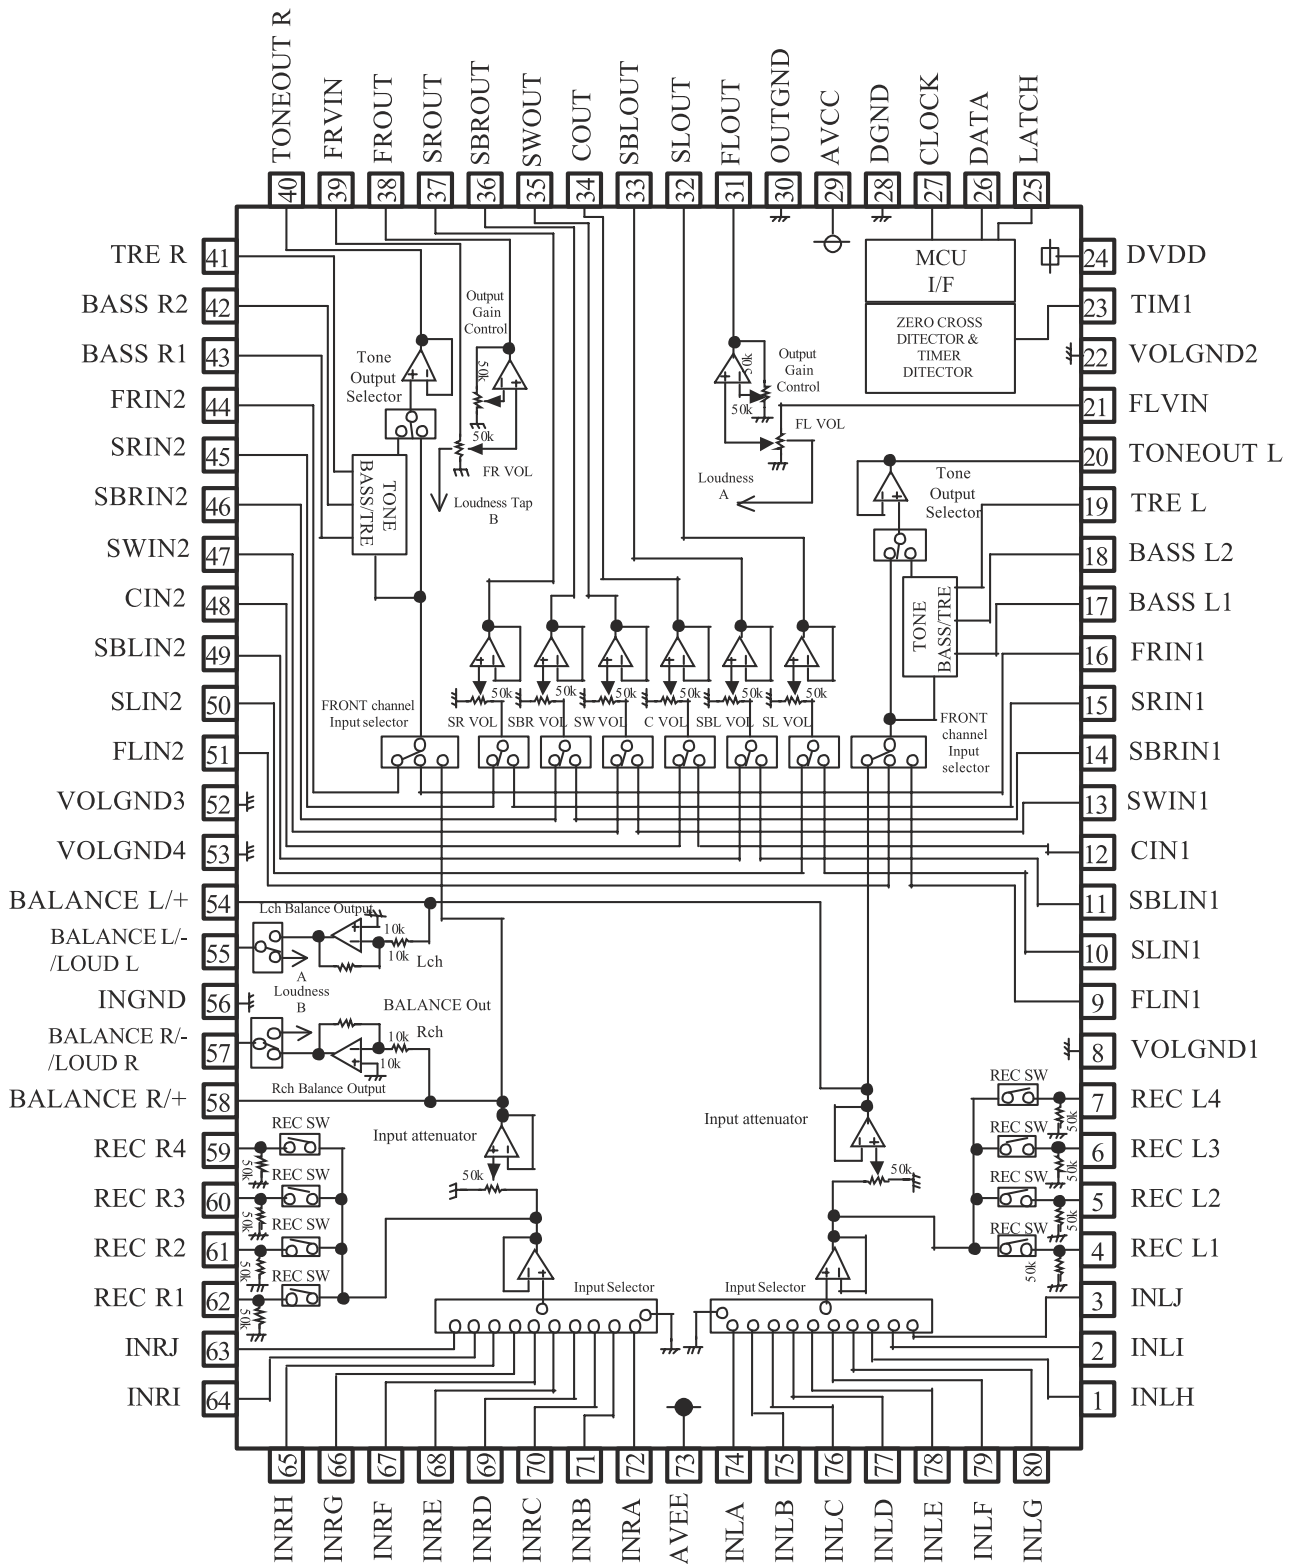 TONEOUT R
FRVIN
FROUT
SROUT
SBROUT
SWOUT
COUT
SBLOUT
SLOUT
FLOUT
OUTGND
AVCC
DGND
CLOCK
DATA
LATCH
40
39
38
37
36
35
34
33
32
31
30
29
28
27
26
25
TRE R
41
BASS R2
42
BASS R1
43
FRIN2
44
SRIN2
45
SBRIN2
46
SWIN2
47
CIN2
48
SBLIN2
49
SLIN2
50
FLIN2
51
VOLGND3
52
VOLGND4
53
BALANCE L/+
54
BALANCE L/-
/LOUD L
55
INGND
56
BALANCE R/-
/LOUD R
57
BALANCE R/+
58
REC R4
59
REC R3
60
REC R2
61
REC R1
62
INRJ
63
INRI
64
24
DVDD
23
TIM1
22
VOLGND2
21
FLVIN
20
TONEOUT L
19
TRE L
18
BASS L2
17
BASS L1
16
FRIN1
15
SRIN1
14
SBRIN1
13
SWIN1
12
CIN1
11
SBLIN1
10
SLIN1
9
FLIN1
8
VOLGND1
7
REC L4
6
REC L3
5
REC L2
4
REC L1
3
INLJ
2
INLI
1
INLH
MCU
I/F
ZERO CROSS
DITECTOR &
TIMER
DITECTOR
Output
Gain
Control
Tone
Output
Selector
50k
50k
FR VOL
Loudness Tap
B
TONE
BASS/TRE
Output
Gain
Control
50k
50k
FL VOL
Loudness
A
Tone
Output
Selector
TONE
BASS/TRE
50k
50k
50k
50k
50k
50k
SR VOL
SBR VOL
SW VOL
C VOL
SBL VOL
SL VOL
FRONT channel
Input selector
FRONT
channel
Input
selector
Lch Balance Output
10k
10k
Lch
A
Loudness
B
BALANCE Out
Rch
10k
10k
Rch Balance Output
Input attenuator
50k
Input attenuator
50k
REC SW
50k
REC SW
50k
REC SW
50k
REC SW
50k
REC SW
50k
REC SW
50k
REC SW
50k
REC SW
50k
Input Selector
Input Selector
65
66
67
68
69
70
71
72
73
74
75
76
77
78
79
80
INRH
INRG
INRF
INRE
INRD
INRC
INRB
INRA
AVEE
INLA
INLB
INLC
INLD
INLE
INLF
INLG